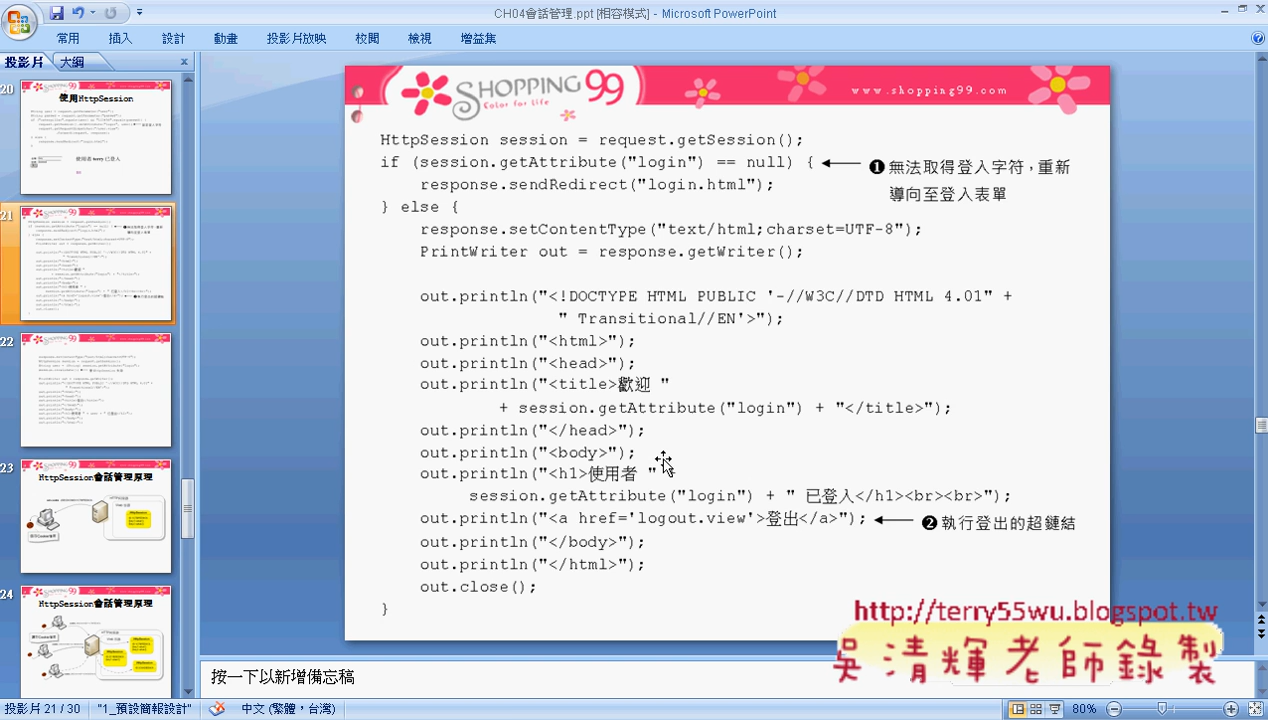 CH04會話管理.ppt [相容模式] - Microsoft PowerPoint
常用 插入 設計 動畫 投影片放映 校閱 檢視 增益集
投影片 大綱
20
使用HttpSession
21
22
23
HttpSession會話管理原理
24
HttpSession會話管理原理
SHOPPING 99
Color for life
www.shopping99.com
HttpSession session = request.getSession();
if (session.getAttribute("login") == null) {
❶無法取得登入字符,重新
導向至登入表單
response.sendRedirect("login.html");
} else {
response.setContentType("text/html;charset=UTF-8");
PrintWriter out = response.getWriter();
out.println("<!DOCTYPE HTML PUBLIC '-//W3C//DTD HTML 4.01" +
" Transitional//EN'>");
out.println("<html>");
out.println("<head>");
out.println("<title>歡迎 "
session.getAttribute("login") + "</title>");
out.println("</head>");
out.println("<body>");
out.println("<h1>使用者 " +
session.getAttribute("login") + " 已登入</h1><br><br>");
out.println("<a href='logout.view'>登出</a>");
❷執行登出的超鏈結
out.println("</body>");
out.println("</html>");
out.close();
}
http://terry55wu.blogspot.tw
吳清輝老師錄製
按一下以新增備忘稿
投影片 21 / 30 "1_預設簡報設計" 中文 (繁體，台灣) 80%